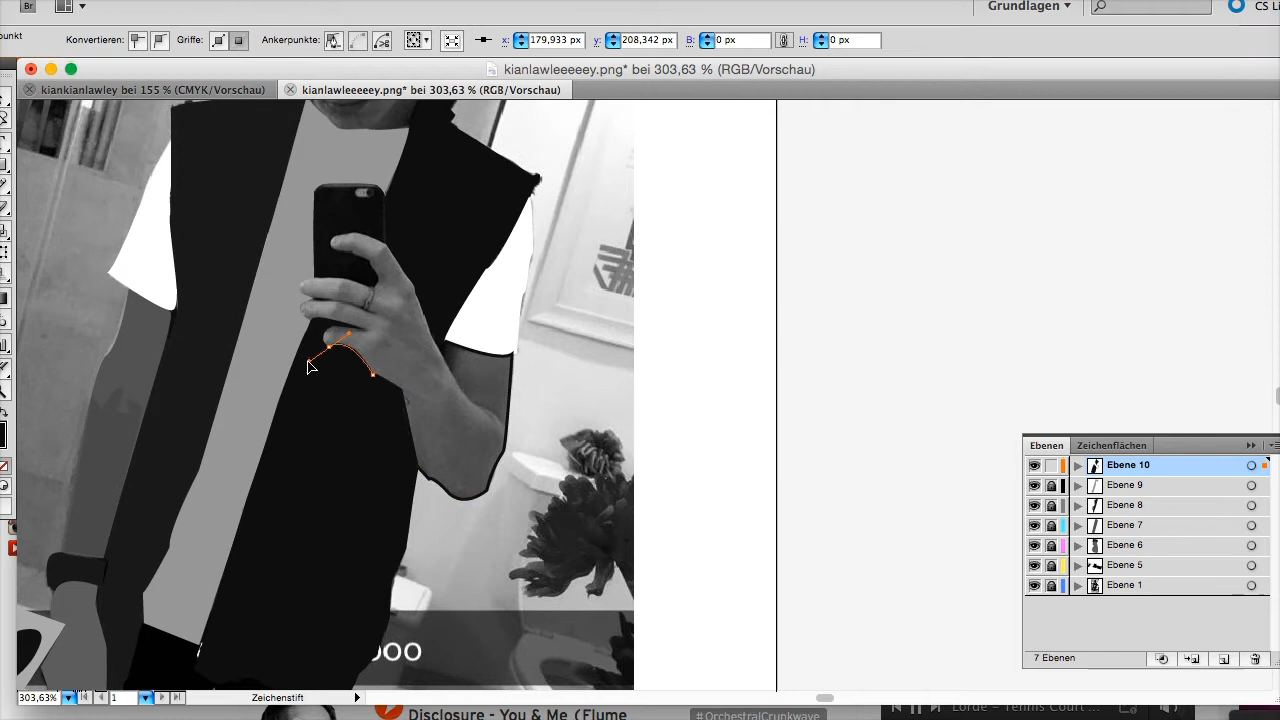 Br
Grundlagen
CS Li
punkt
Konvertieren:
Griffe:
Ankerpunkte:
x: 179,933 px
y: 208,342 px
B: 0 px
H: 0 px
kianlawleeeeey.png* bei 303,63 % (RGB/Vorschau)
kiankianlawley bei 155 % (CMYK/Vorschau)
kianlawleeeeey.png* bei 303,63 % (RGB/Vorschau)
Ebenen
Zeichenflächen
Ebene 10
Ebene 9
Ebene 8
Ebene 7
Ebene 6
Ebene 5
Ebene 1
7 Ebenen
303,63%
1
Zeichenstift
Disclosure - You & Me (Flume
# OrchestralCrunkwave
Lorde – Tennis Court ...